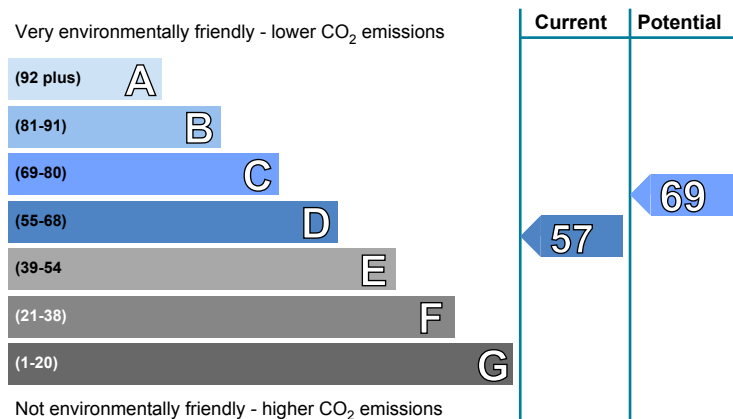 Very environmentally friendly - lower CO₂ emissions
Current
Potential
(92 plus) A
(81-91) B
(69-80) C
(55-68) D
(39-54 E
(21-38) F
(1-20) G
57
69
Not environmentally friendly - higher CO₂ emissions